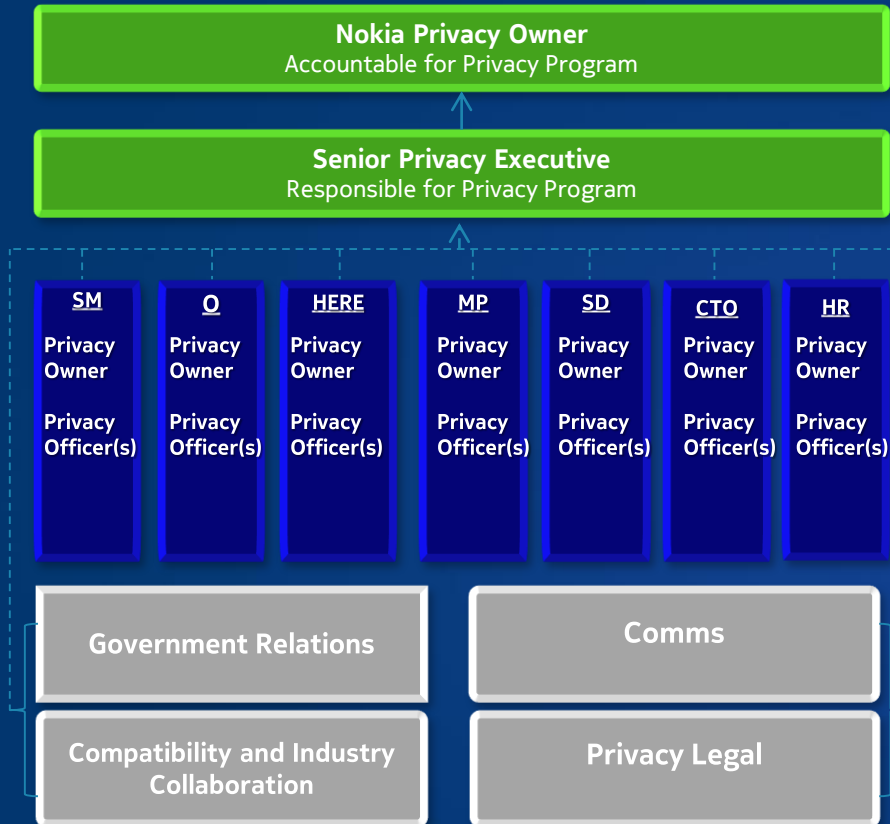 Nokia Privacy Owner
Accountable for Privacy Program
Senior Privacy Executive
Responsible for Privacy Program
SM
Privacy
Owner
Privacy
Officer(s)
O
Privacy
Owner
Privacy
Officer(s)
HERE
Privacy
Owner
Privacy
Officer(s)
MP
Privacy
Owner
Privacy
Officer(s)
SD
Privacy
Owner
Privacy
Officer(s)
CTO
Privacy
Owner
Privacy
Officer(s)
HR
Privacy
Owner
Privacy
Officer(s)
Government Relations
Comms
Compatibility and Industry
Collaboration
Privacy Legal